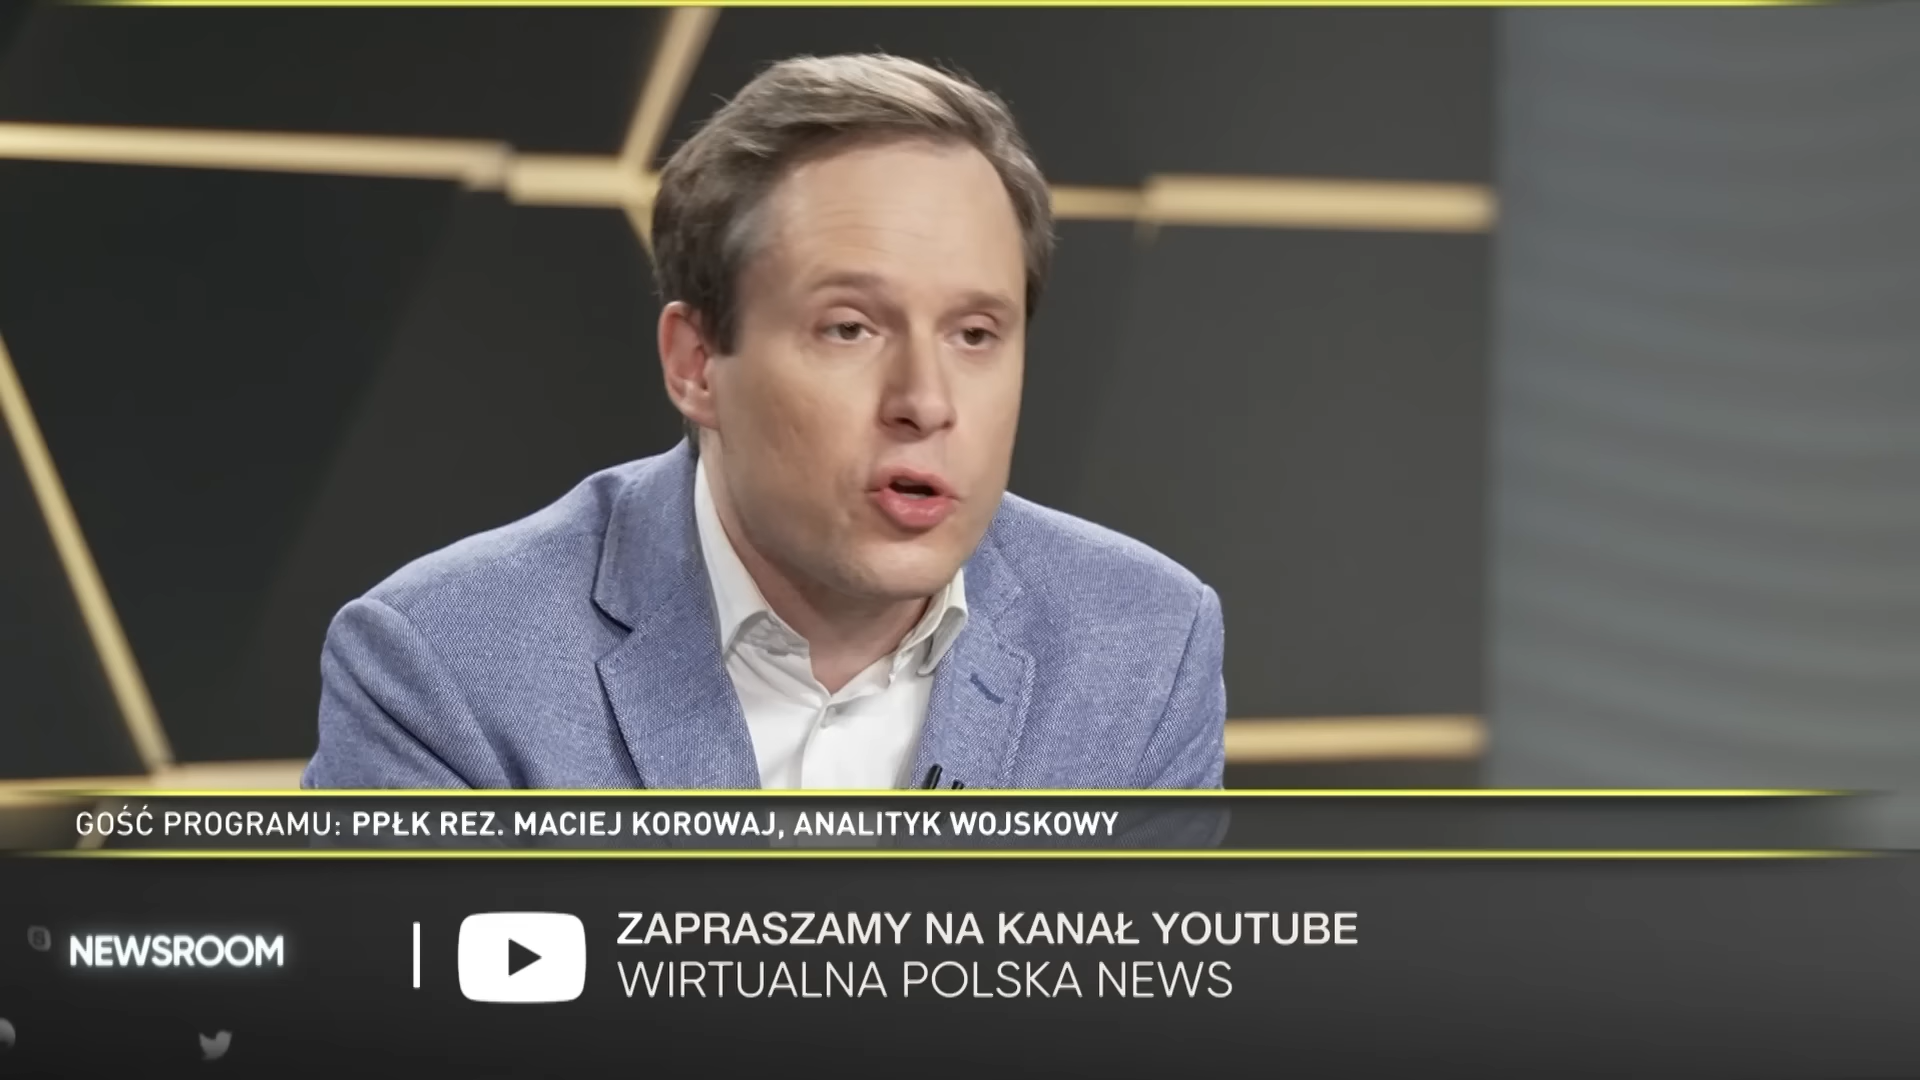 GOŚĆ PROGRAMU: PPŁK REZ. MACIEJ KOROWAJ, ANALITYK WOJSKOWY
NEWSROOM
ZAPRASZAMY NA KANAŁ YOUTUBE
WIRTUALNA POLSKA NEWS